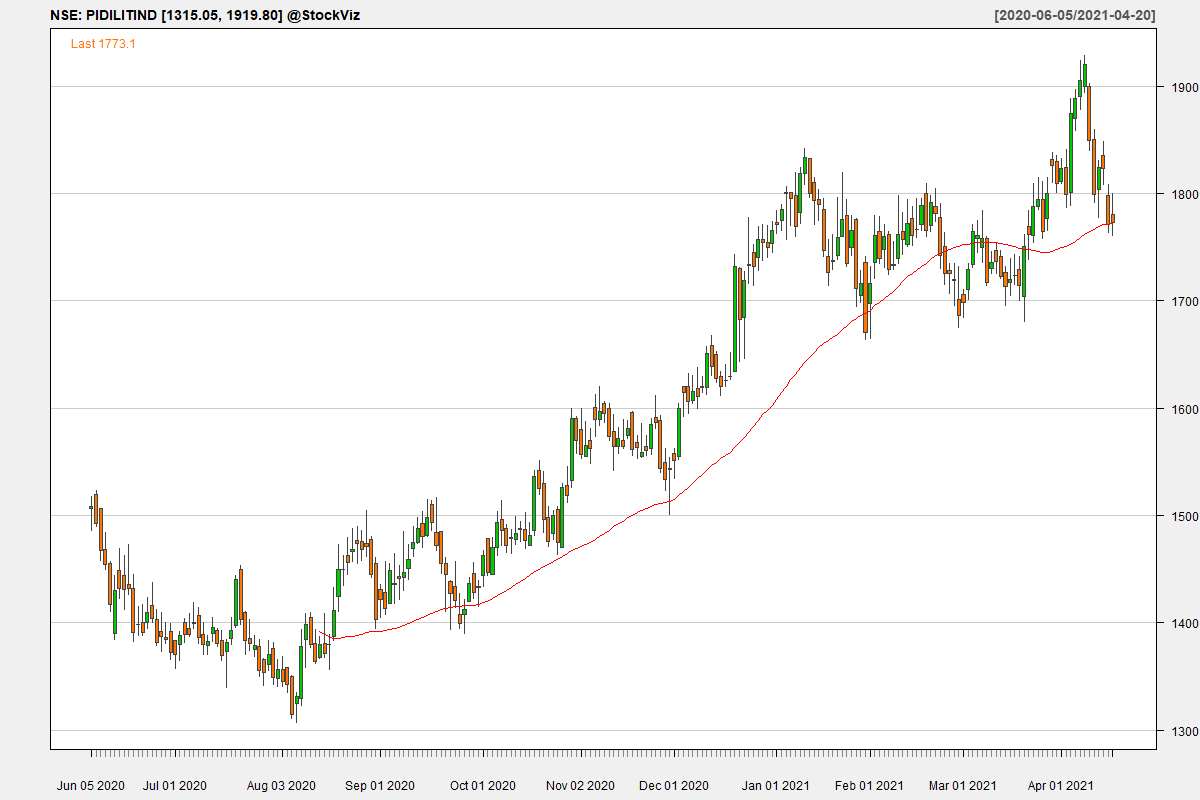 NSE: PIDILITIND [1315.05, 1919.80] @StockViz [2020-06-05/2021-04-20]
Last 1773.1
1900
1800
1700
1600
1500
1400
1300
Jun 05 2020 Jul 01 2020 Aug 03 2020 Sep 01 2020 Oct 01 2020 Nov 02 2020 Dec 01 2020 Jan 01 2021 Feb 01 2021 Mar 01 2021 Apr 01 2021